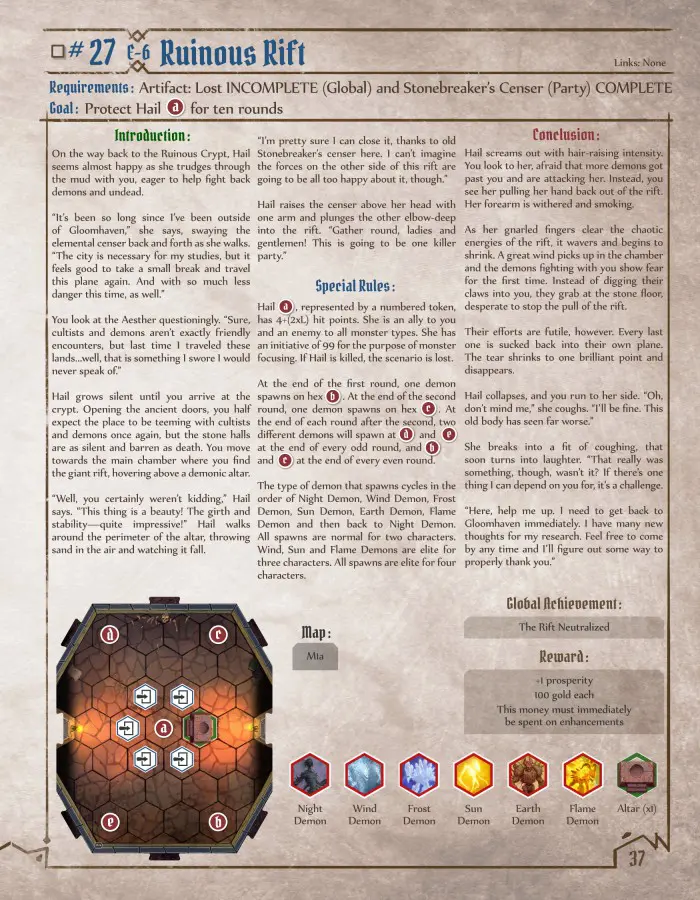 #27 E-6 Ruinous Rift
Links: None
Requirements: Artifact: Lost INCOMPLETE (Global) and Stonebreaker's Censer (Party) COMPLETE
Goal: Protect Hail a for ten rounds
Introduction:
On the way back to the Ruinous Crypt, Hail
seems almost happy as she trudges through
the mud with you, eager to help fight back
demons and undead.
"It's been so long since I've been outside
of Gloomhaven," she says, swaying the
elemental censer back and forth as she walks.
"The city is necessary for my studies, but it
feels good to take a small break and travel
this plane again. And with so much less
danger this time, as well."
You look at the Aesther questioningly. "Sure,
cultists and demons aren't exactly friendly
encounters, but last time I traveled these
lands...well, that is something I swore I would
never speak of."
Hail grows silent until you arrive at the
crypt. Opening the ancient doors, you half
expect the place to be teeming with cultists
and demons once again, but the stone halls
are as silent and barren as death. You move
towards the main chamber where you find
the giant rift, hovering above a demonic altar.
"Well, you certainly weren't kidding," Hail
says. "This thing is a beauty! The girth and
stability—quite impressive!" Hail walks
around the perimeter of the altar, throwing
sand in the air and watching it fall.
"I'm pretty sure I can close it, thanks to old
Stonebreaker's censer here. I can't imagine
the forces on the other side of this rift are
going to be all too happy about it, though."
Hail raises the censer above her head with
one arm and plunges the other elbow-deep
into the rift. "Gather round, ladies and
gentlemen! This is going to be one killer
party."
Special Rules:
Hail a, represented by a numbered token,
has 4+(2xL) hit points. She is an ally to you
and an enemy to all monster types. She has
an initiative of 99 for the purpose of monster
focusing. If Hail is killed, the scenario is lost.
At the end of the first round, one demon
spawns on hex b. At the end of the second
round, one demon spawns on hex c. At
the end of each round after the second, two
different demons will spawn at d and e
at the end of every odd round, and b
and c at the end of every even round.
The type of demon that spawns cycles in the
order of Night Demon, Wind Demon, Frost
Demon, Sun Demon, Earth Demon, Flame
Demon and then back to Night Demon.
All spawns are normal for two characters.
Wind, Sun and Flame Demons are elite for
three characters. All spawns are elite for four
characters.
Conclusion:
Hail screams out with hair-raising intensity.
You look to her, afraid that more demons got
past you and are attacking her. Instead, you
see her pulling her hand back out of the rift.
Her forearm is withered and smoking.
As her gnarled fingers clear the chaotic
energies of the rift, it wavers and begins to
shrink. A great wind picks up in the chamber
and the demons fighting with you show fear
for the first time. Instead of digging their
claws into you, they grab at the stone floor,
desperate to stop the pull of the rift.
Their efforts are futile, however. Every last
one is sucked back into their own plane.
The tear shrinks to one brilliant point and
disappears.
Hail collapses, and you run to her side. "Oh,
don't mind me," she coughs. "I'll be fine. This
old body has seen far worse."
She breaks into a fit of coughing, that
soon turns into laughter. "That really was
something, though, wasn't it? If there's one
thing I can depend on you for, it's a challenge.
"Here, help me up. I need to get back to
Gloomhaven immediately. I have many new
thoughts for my research. Feel free to come
by any time and I'll figure out some way to
properly thank you."
Global Achievement:
The Rift Neutralized
Reward:
+1 prosperity
100 gold each
This money must immediately
be spent on enhancements
Map:
M1a
d
c
a
e
b
Night
Demon
Wind
Demon
Frost
Demon
Sun
Demon
Earth
Demon
Flame
Demon
Altar (x1)
37